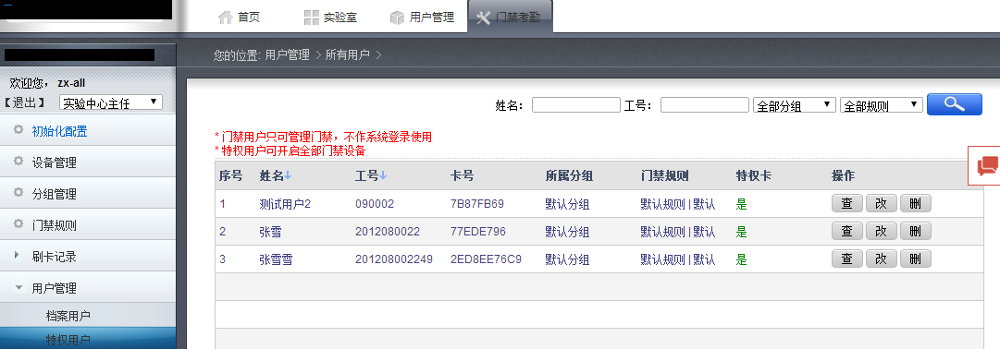 首页 实验室 用户管理 门禁考勤
您的位置: 用户管理 > 所有用户 >
欢迎您，zx-all
【退出】 实验中心主任
初始化配置
设备管理
分组管理
门禁规则
刷卡记录
用户管理
档案用户
特权用户
姓名： 工号： 全部分组 全部规则
* 门禁用户只可管理门禁，不作系统登录使用
* 特权用户可开启全部门禁设备
序号 姓名 工号 卡号 所属分组 门禁规则 特权卡 操作
1 测试用户2 090002 7B87FB69 默认分组 默认规则 | 默认 是 查 改 删
2 张雪 2012080022 77EDE796 默认分组 默认规则 | 默认 是 查 改 删
3 张雪雪 201208002249 2ED8EE76C9 默认分组 默认规则 | 默认 是 查 改 删